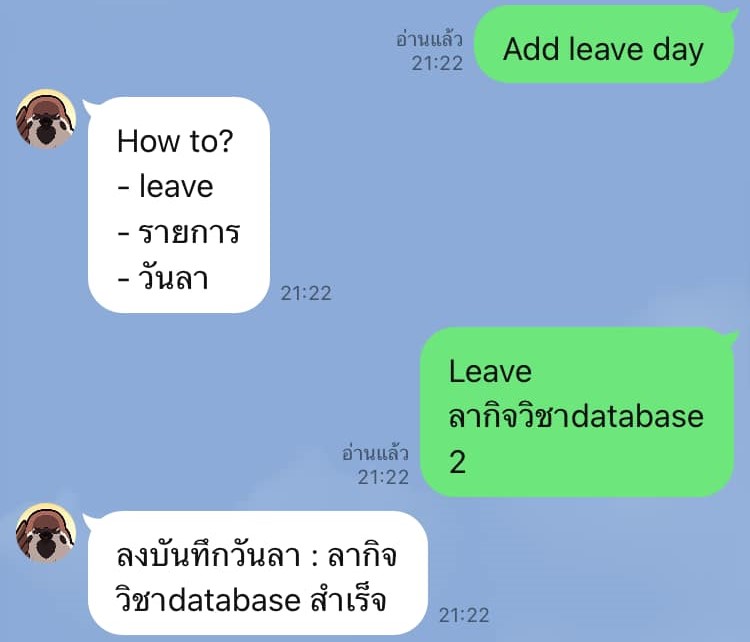 Add leave day
อ่านแล้ว
21:22
How to?
- leave
- รายการ
- วันลา
21:22
Leave
ลากิจวิชาdatabase
2
อ่านแล้ว
21:22
ลงบันทึกวันลา : ลากิจ
วิชาdatabase สำเร็จ
21:22